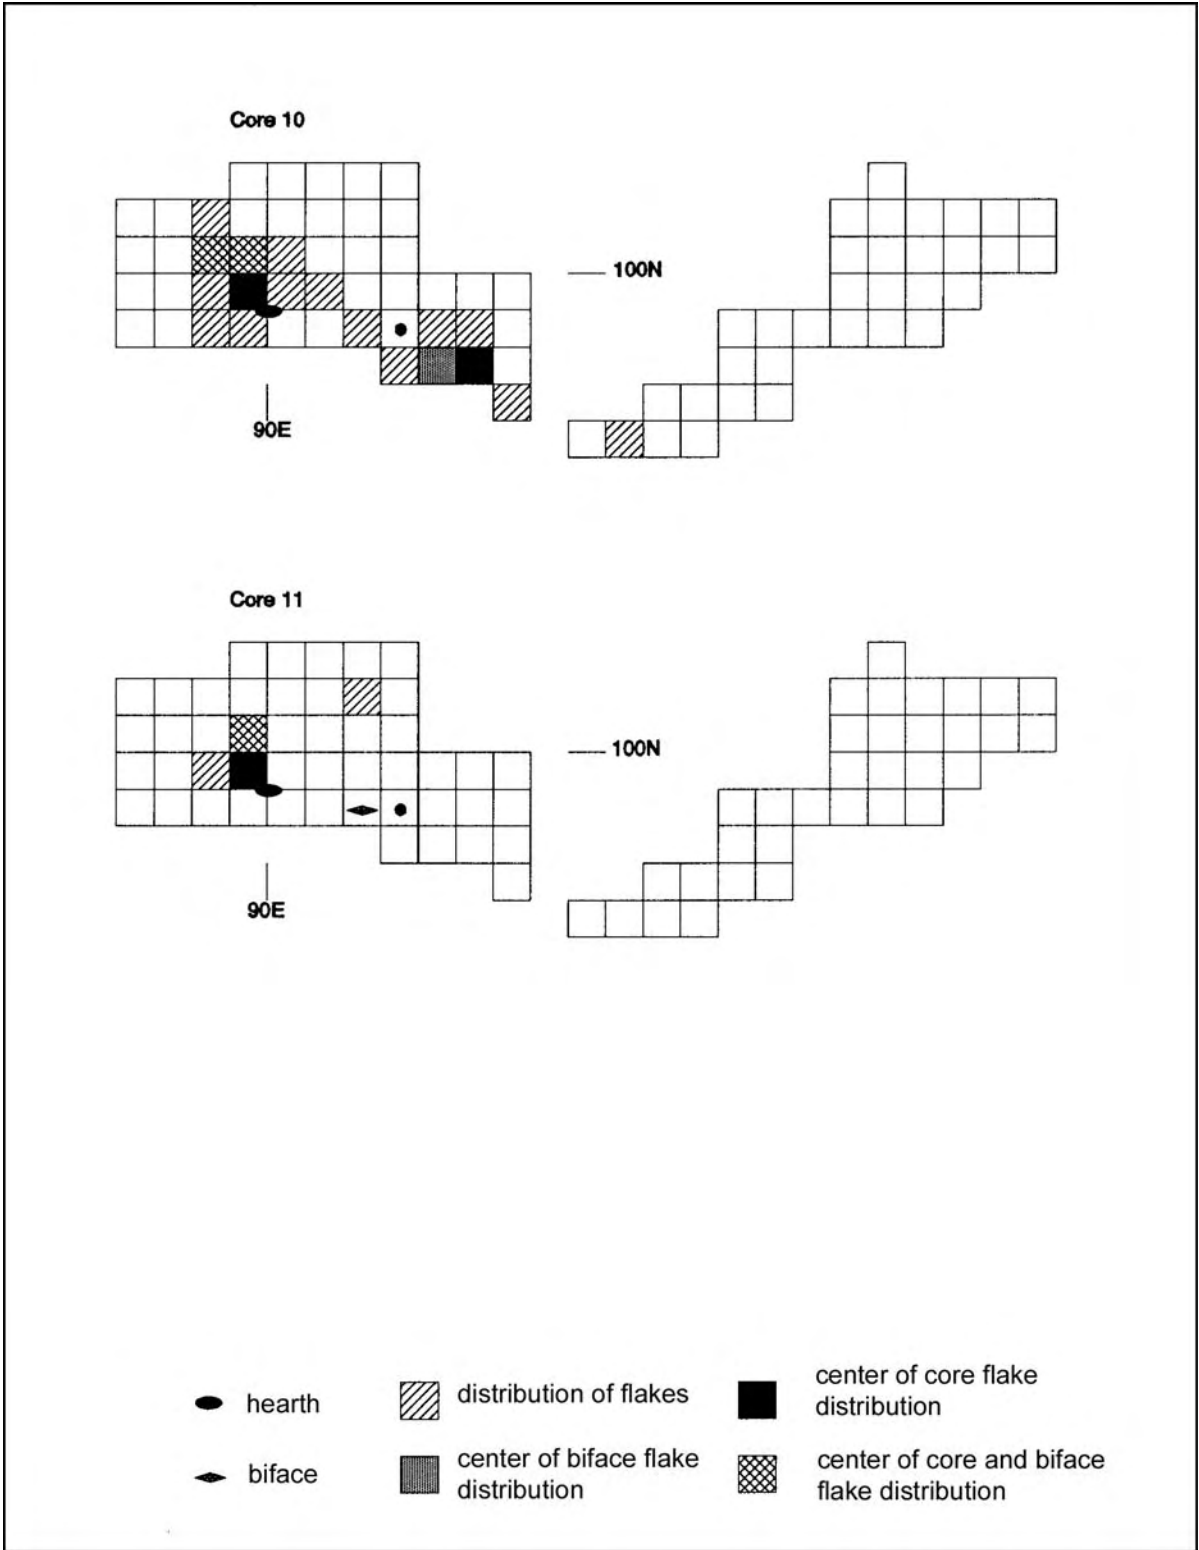 Core 10
100N
90E
Core 11
100N
90E
hearth
distribution of flakes
center of core flake
distribution
biface
center of biface flake
distribution
center of core and biface
flake distribution